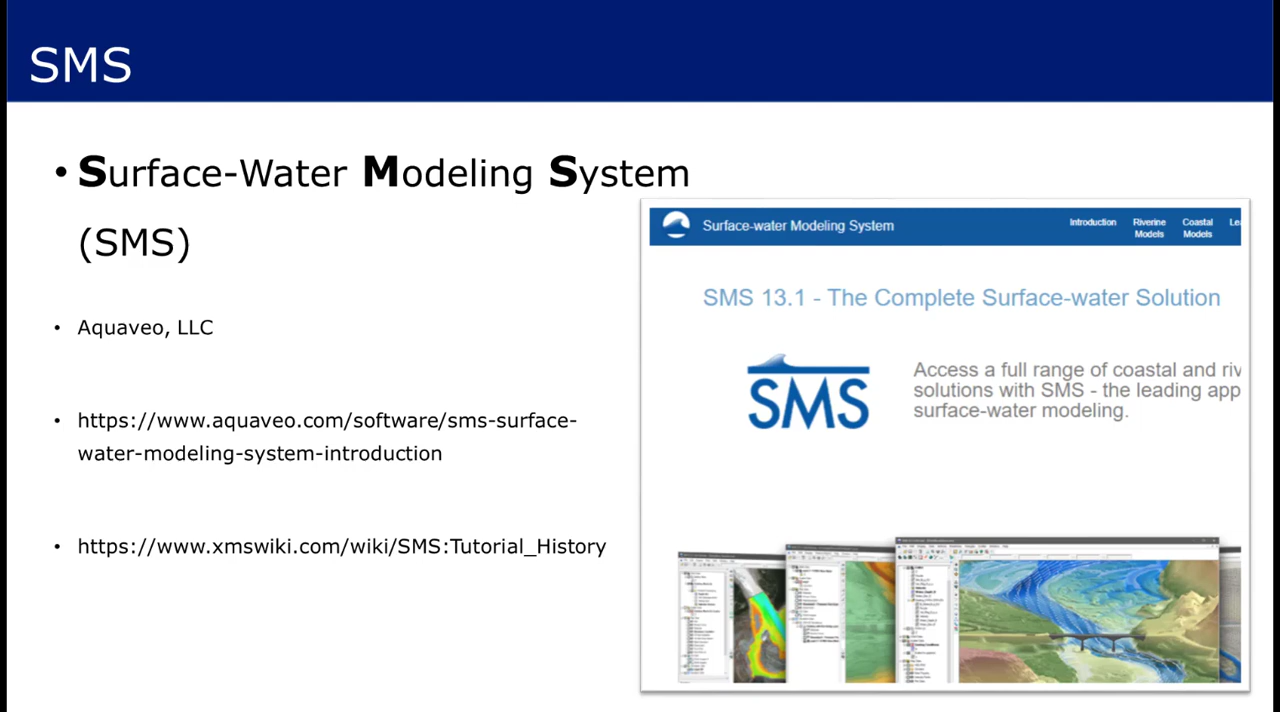 SMS
• Surface-Water Modeling System
(SMS)
• Aquaveo, LLC
• https://www.aquaveo.com/software/sms-surface-
water-modeling-system-introduction
• https://www.xmswiki.com/wiki/SMS:Tutorial_History
Surface-water Modeling System
Introduction
Riverine
Models
Coastal
Models
SMS 13.1 - The Complete Surface-water Solution
SMS
Access a full range of coastal and riv
solutions with SMS - the leading app
surface-water modeling.